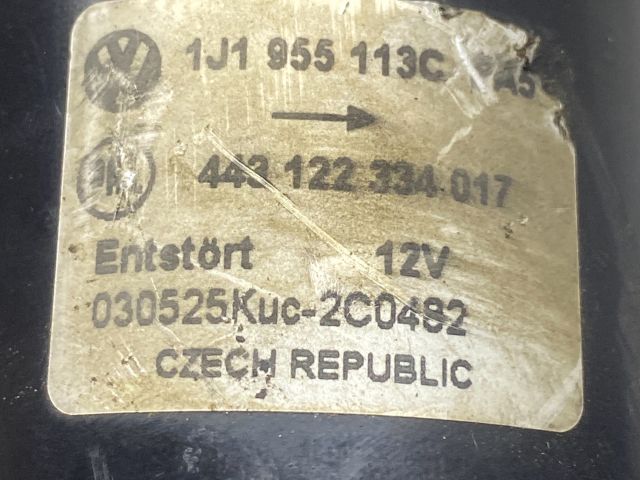 1J1 955 113C
443 122 334 017
Entstört 12V
030525Kuc-2C0482
CZECH REPUBLIC